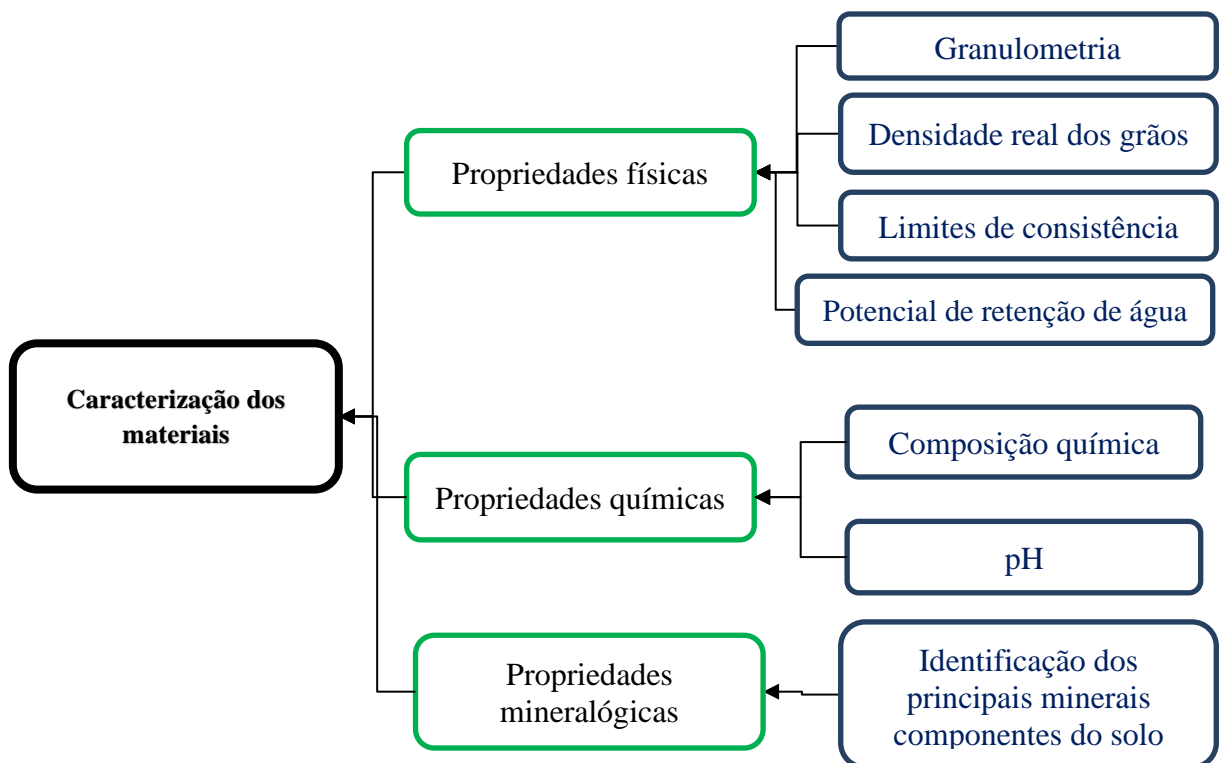 Granulometria
Densidade real dos grãos
Propriedades físicas
Limites de consistência
Potencial de retenção de água
Caracterização dos
materiais
Composição química
Propriedades químicas
pH
Propriedades
mineralógicas
Identificação dos
principais minerais
componentes do solo